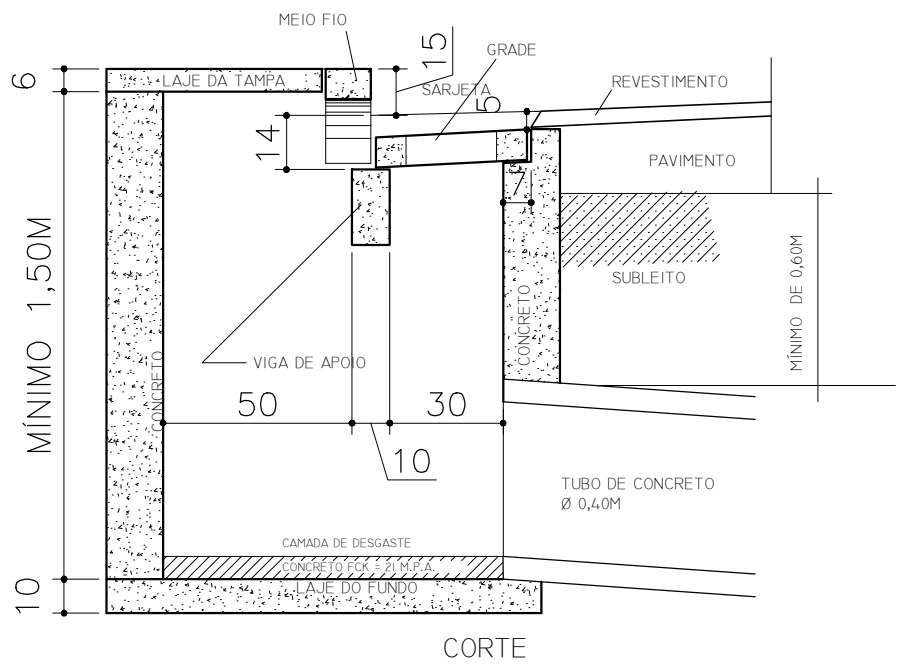 MEIO FIO
15
GRADE
6
LAJE DA TAMPA
SARJETA
REVESTIMENTO
5
14
PAVIMENTO
7
MÍNIMO 1,50M
SUBLEITO
MÍNIMO DE 0,60M
CONCRETO
CONCRETO
VIGA DE APOIO
50
30
10
TUBO DE CONCRETO
Ø 0,40M
CAMADA DE DESGASTE
CONCRETO FCK = 21 M.P.A.
LAJE DO FUNDO
10
CORTE